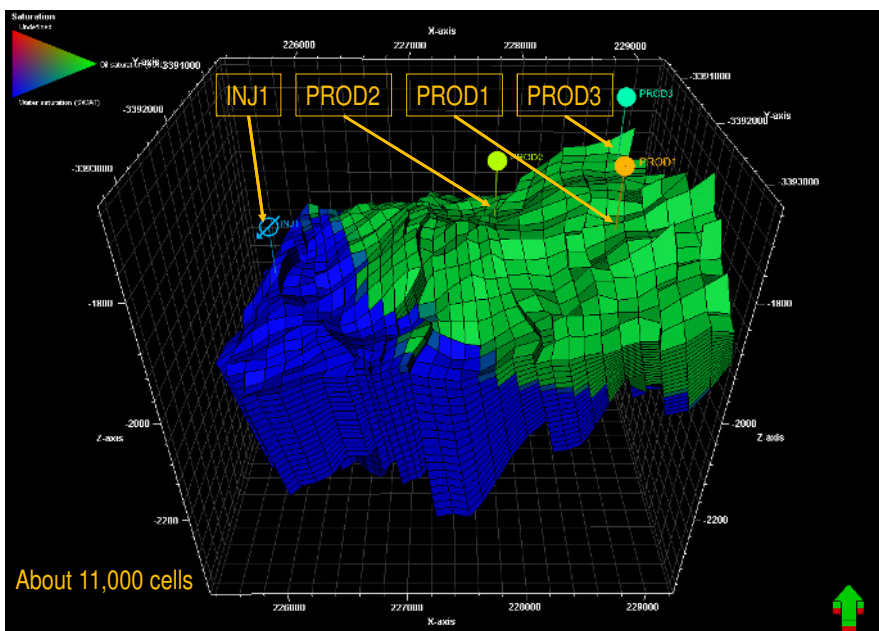 Saturation
Undefined
Water saturation (SWAT)
X-axis
226000
227000
228000
229000
Y-axis
-3391000
-3392000
-3393000
-3391000
-3392000
Y-axis
-3393000
INJ1
PROD2
PROD1
PROD3
PROD3
PROD2
PROD1
INJ1
-1800
-2000
Z-axis
-2200
-1800
-2000
Z axis
-2200
About 11,000 cells
226000
227000
228000
229000
X-axis